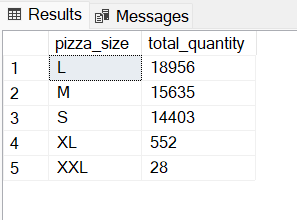 Results Messages
pizza_size total_quantity
1 L 18956
2 M 15635
3 S 14403
4 XL 552
5 XXL 28